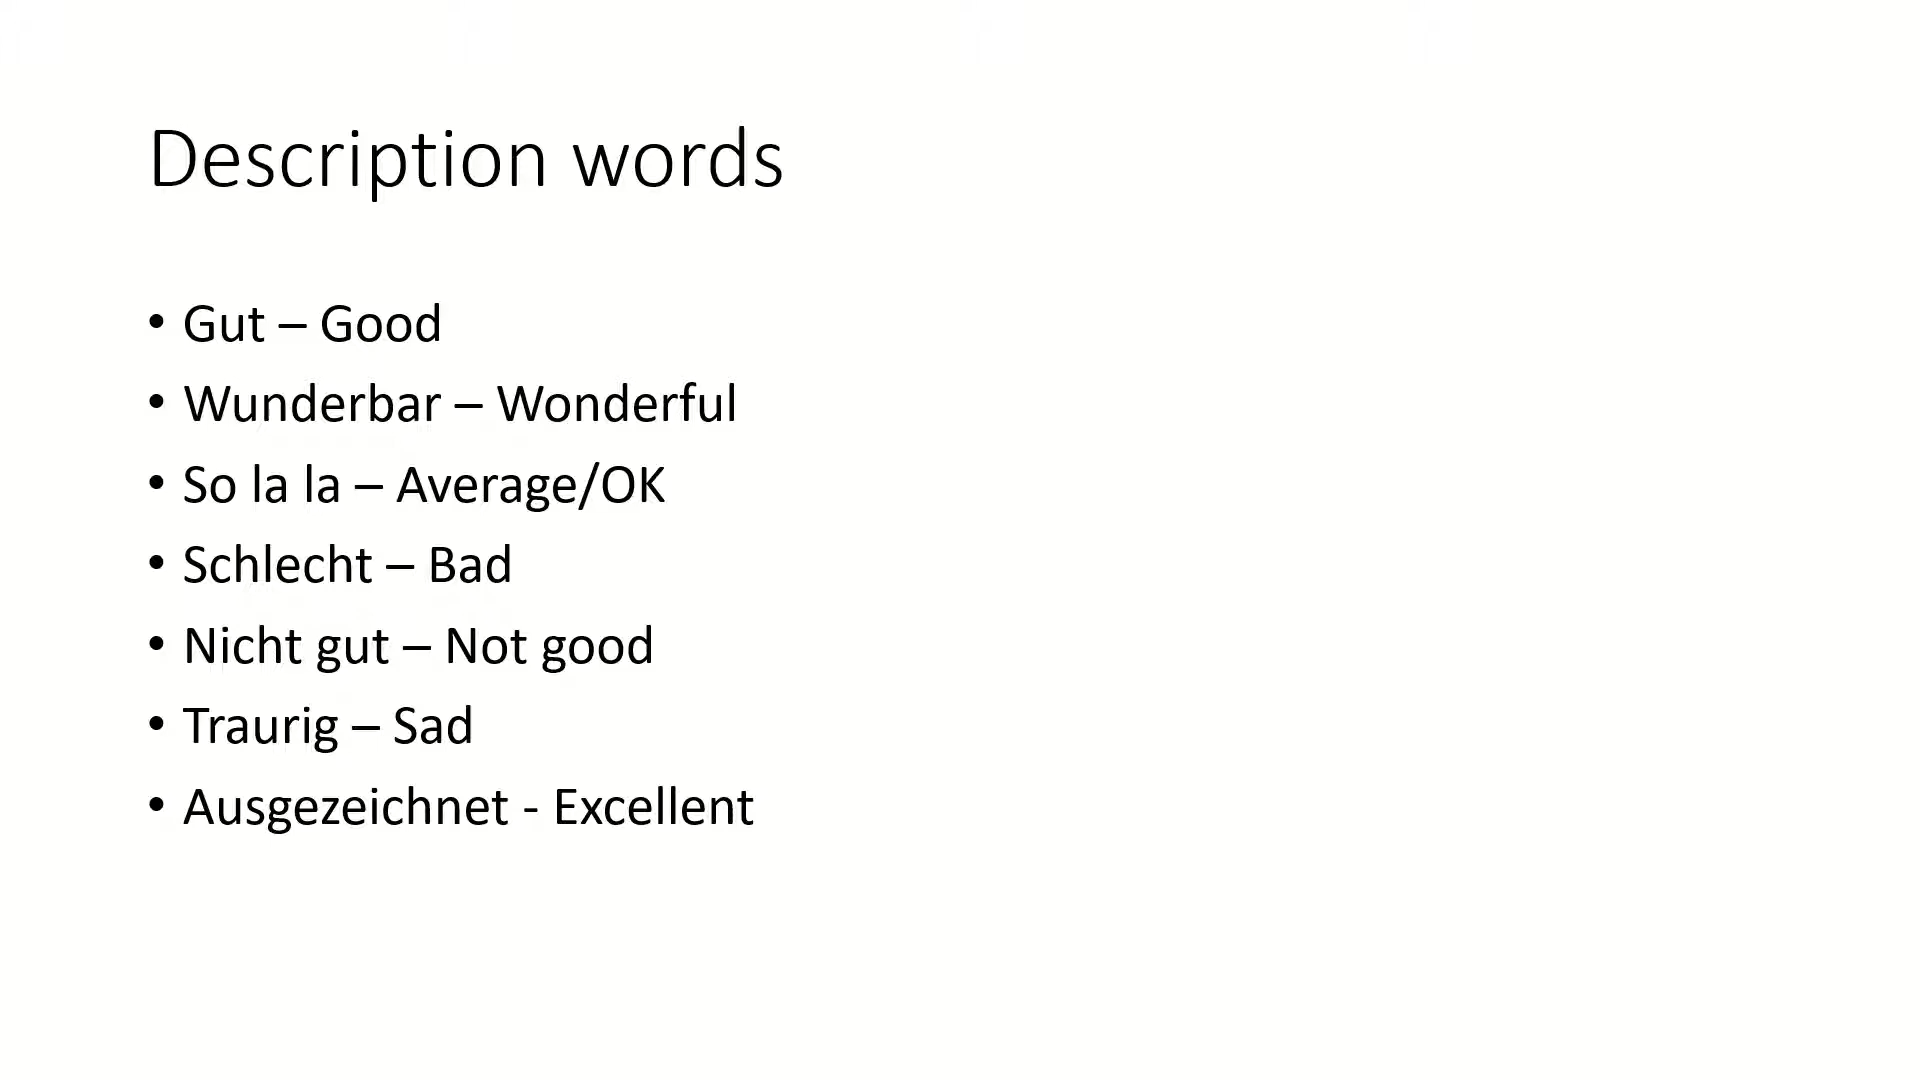 Description words
• Gut – Good
• Wunderbar – Wonderful
• So la la – Average/OK
• Schlecht – Bad
• Nicht gut – Not good
• Traurig – Sad
• Ausgezeichnet - Excellent